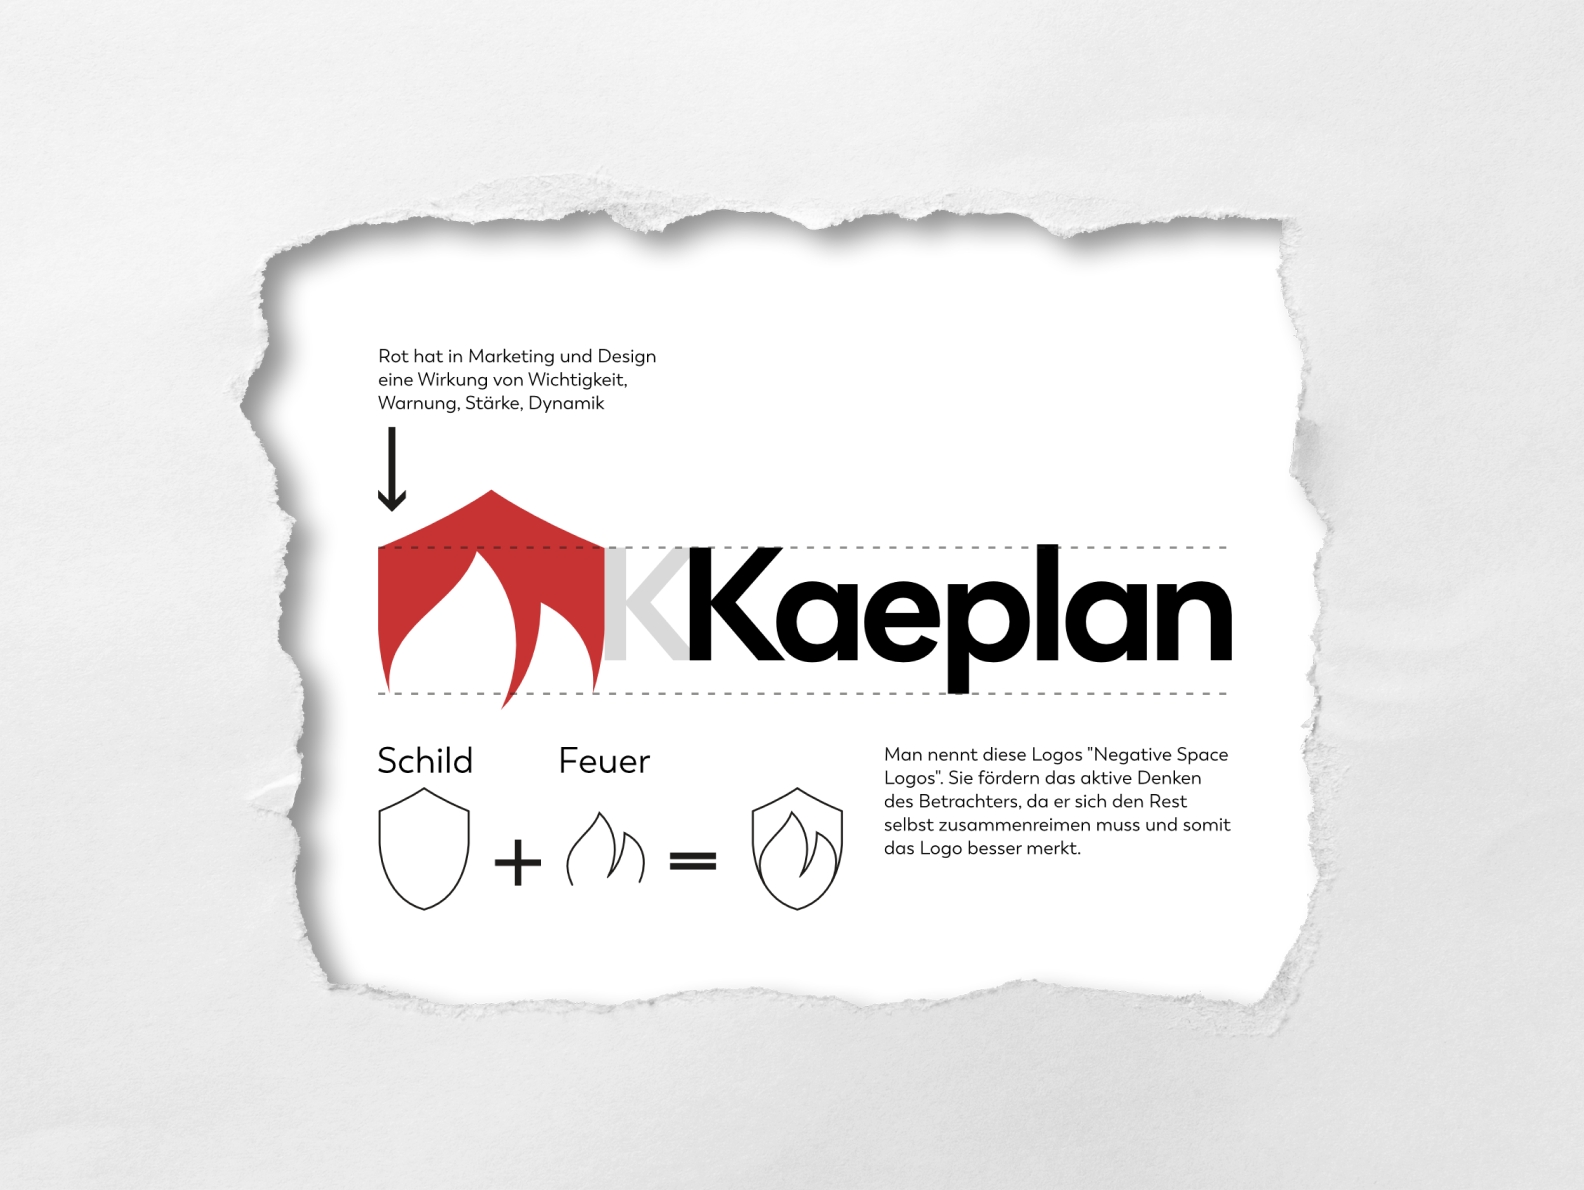 Rot hat in Marketing und Design
eine Wirkung von Wichtigkeit,
Warnung, Stärke, Dynamik
K
Kaeplan
Schild
Feuer
+
=
Man nennt diese Logos "Negative Space
Logos". Sie fördern das aktive Denken
des Betrachters, da er sich den Rest
selbst zusammenreimen muss und somit
das Logo besser merkt.